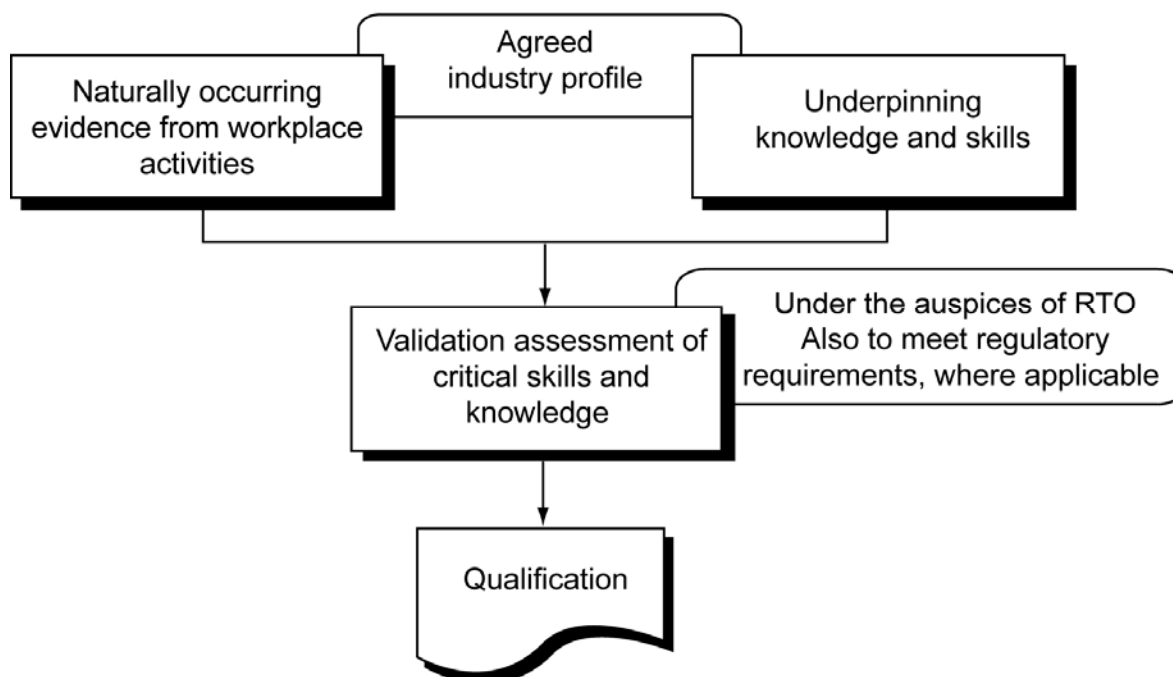 Agreed
industry profile
Naturally occurring
evidence from workplace
activities
Underpinning
knowledge and skills
Under the auspices of RTO
Also to meet regulatory
requirements, where applicable
Validation assessment of
critical skills and
knowledge
Qualification